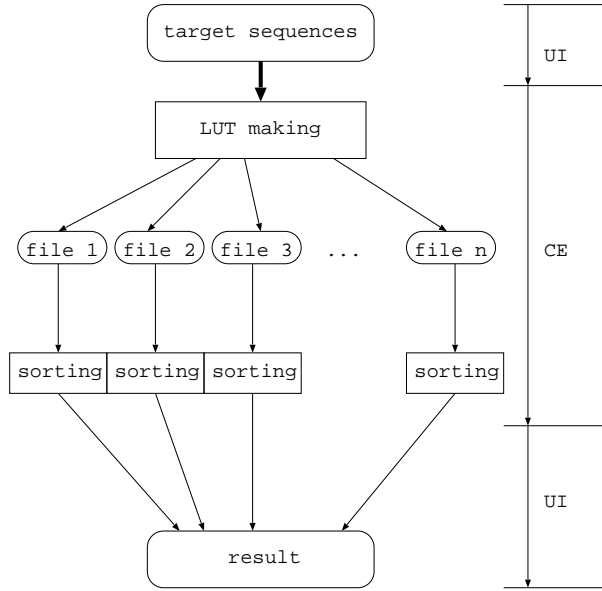 target sequences
UI
LUT making
file 1
file 2
file 3
...
file n
CE
sorting
sorting
sorting
sorting
UI
result